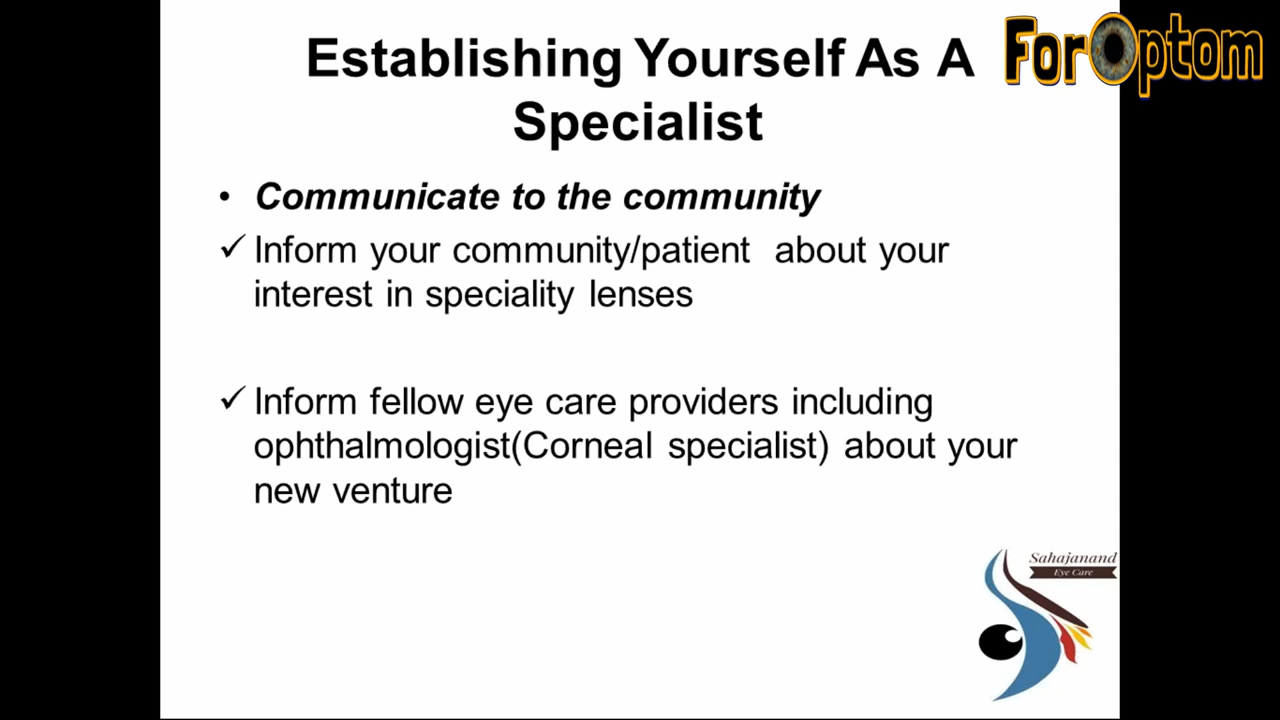 Establishing Yourself As A
Specialist
ForOptom
• Communicate to the community
✓ Inform your community/patient  about your
interest in speciality lenses
✓ Inform fellow eye care providers including
ophthalmologist(Corneal specialist) about your
new venture
Sahajanand
Eye Care